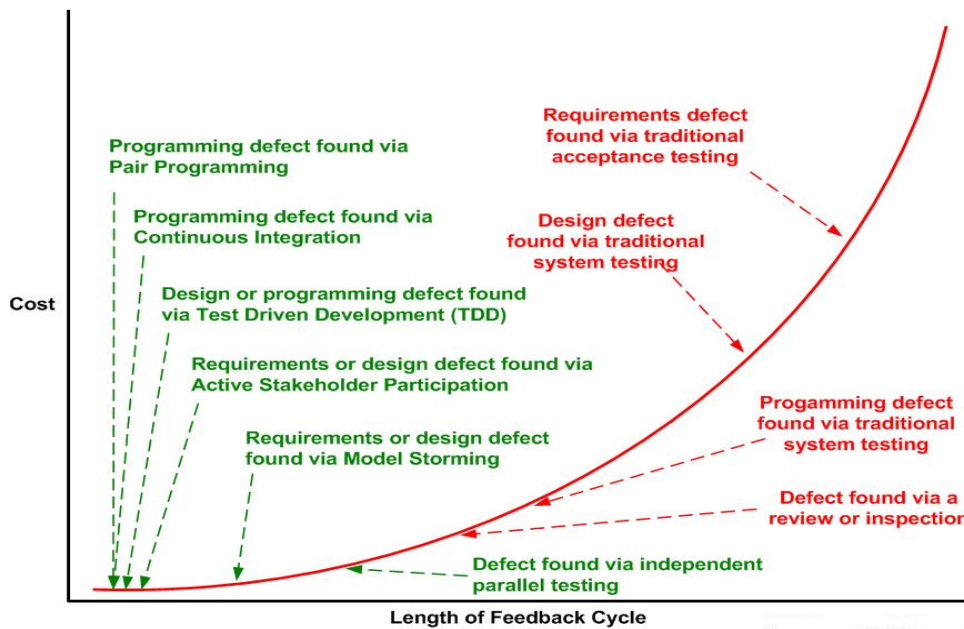 Programming defect found via
Pair Programming
Programming defect found via
Continuous Integration
Design or programming defect found
via Test Driven Development (TDD)
Requirements or design defect found via
Active Stakeholder Participation
Requirements or design defect
found via Model Storming
Defect found via independent
parallel testing
Requirements defect
found via traditional
acceptance testing
Design defect
found via traditional
system testing
Progamming defect
found via traditional
system testing
Defect found via a
review or inspection
Cost
Length of Feedback Cycle